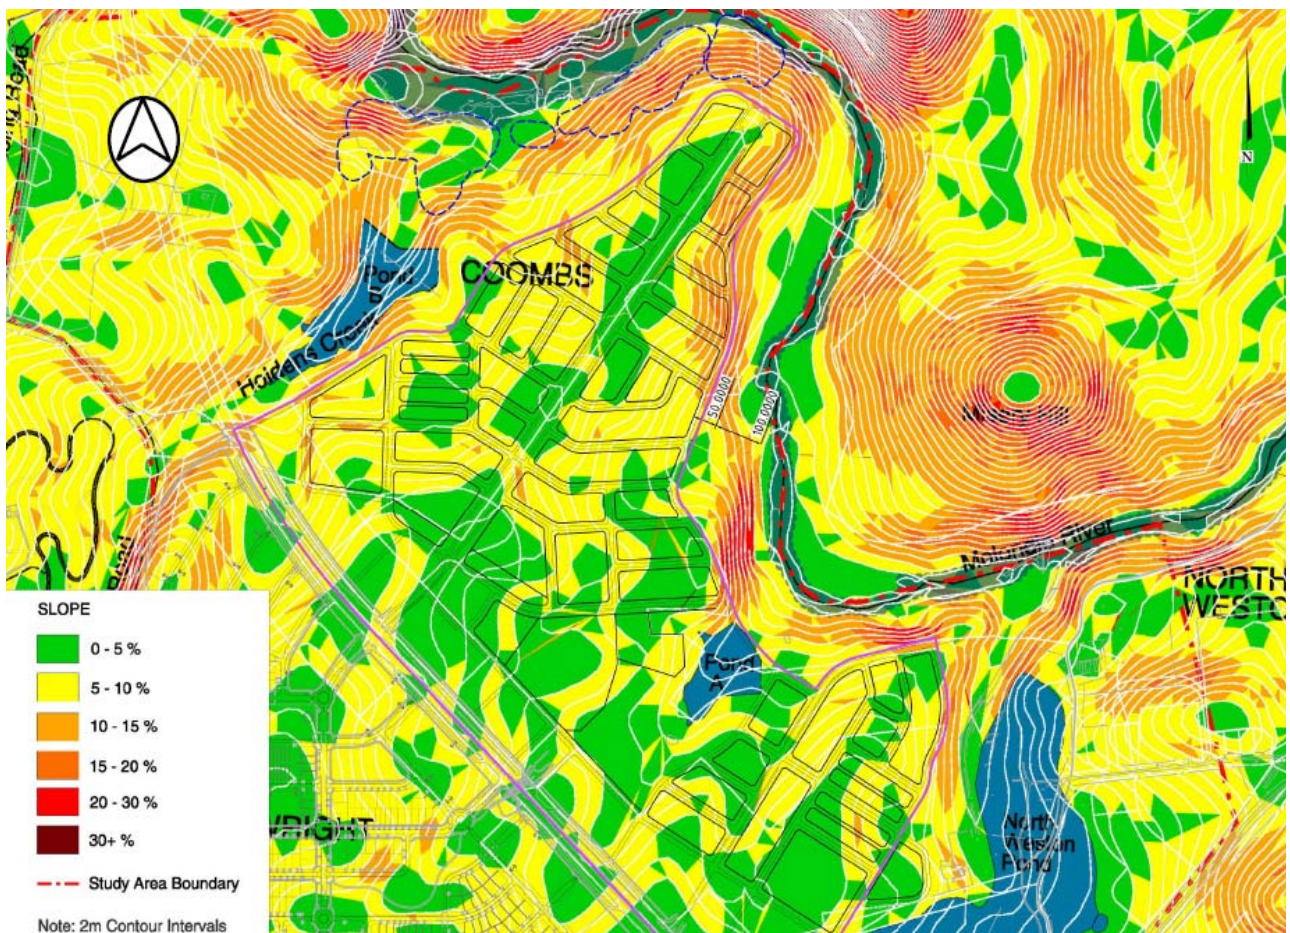 N
COOMBS
Pond
B
Holdens Creek
50.0000
100.0000
Molonglo River
NORTH
WESTO
Pond
A
SLOPE
0 - 5 %
5 - 10 %
10 - 15 %
15 - 20 %
20 - 30 %
30+ %
Study Area Boundary
Note: 2m Contour Intervals
WRIGHT
North
Weston
Pond